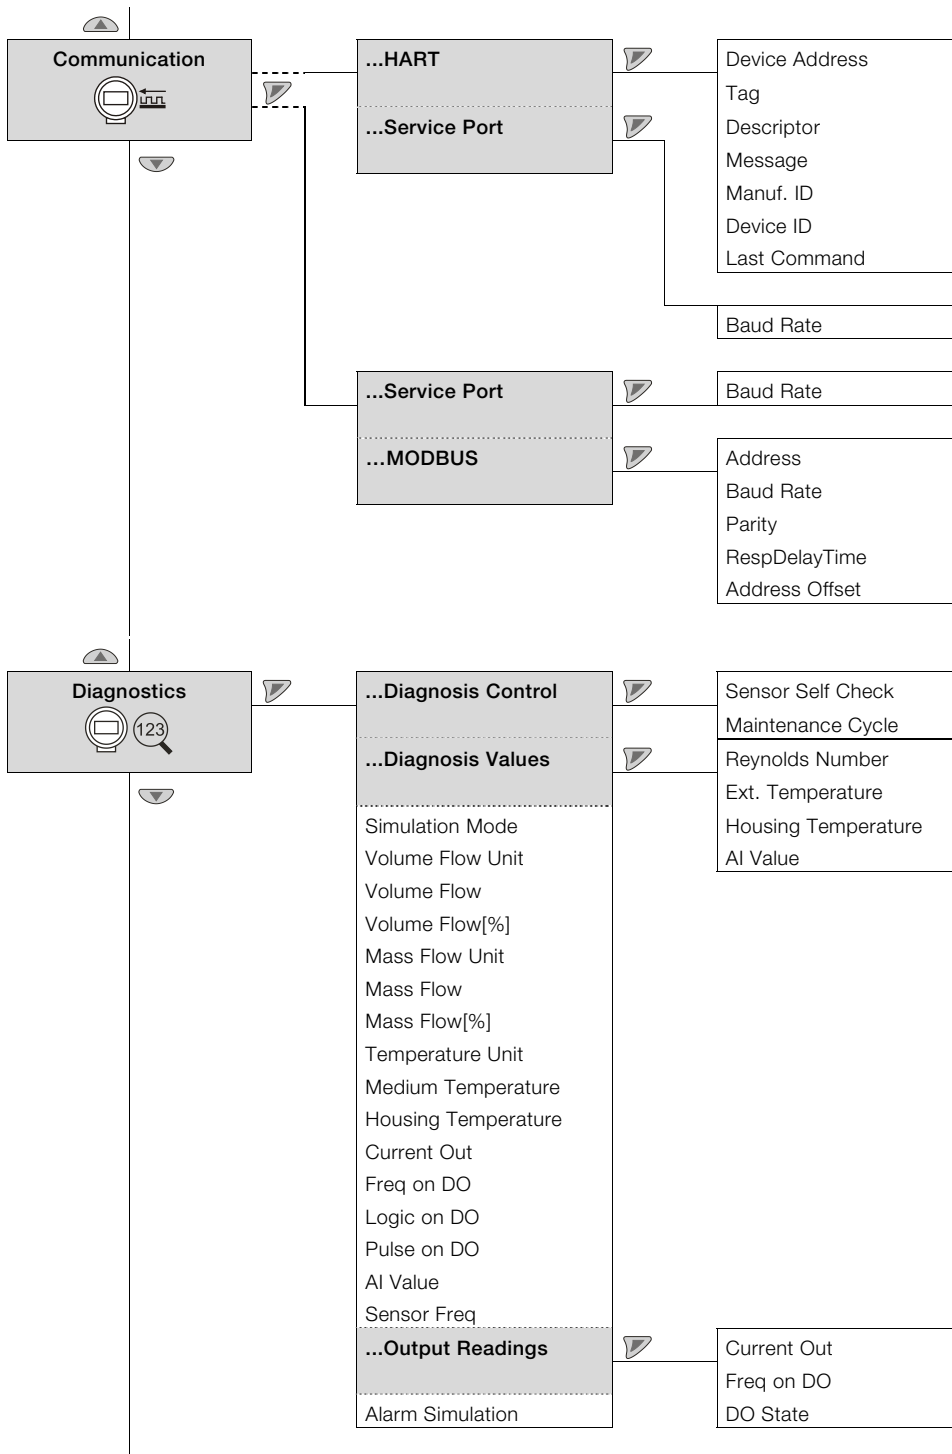 Communication
...HART
Device Address
Tag
...Service Port
Descriptor
Message
Manuf. ID
Device ID
Last Command
Baud Rate
...Service Port
Baud Rate
...MODBUS
Address
Baud Rate
Parity
RespDelayTime
Address Offset
Diagnostics
123
...Diagnosis Control
Sensor Self Check
Maintenance Cycle
...Diagnosis Values
Reynolds Number
Ext. Temperature
Housing Temperature
AI Value
Simulation Mode
Volume Flow Unit
Volume Flow
Volume Flow[%]
Mass Flow Unit
Mass Flow
Mass Flow[%]
Temperature Unit
Medium Temperature
Housing Temperature
Current Out
Freq on DO
Logic on DO
Pulse on DO
AI Value
Sensor Freq
...Output Readings
Current Out
Freq on DO
DO State
Alarm Simulation